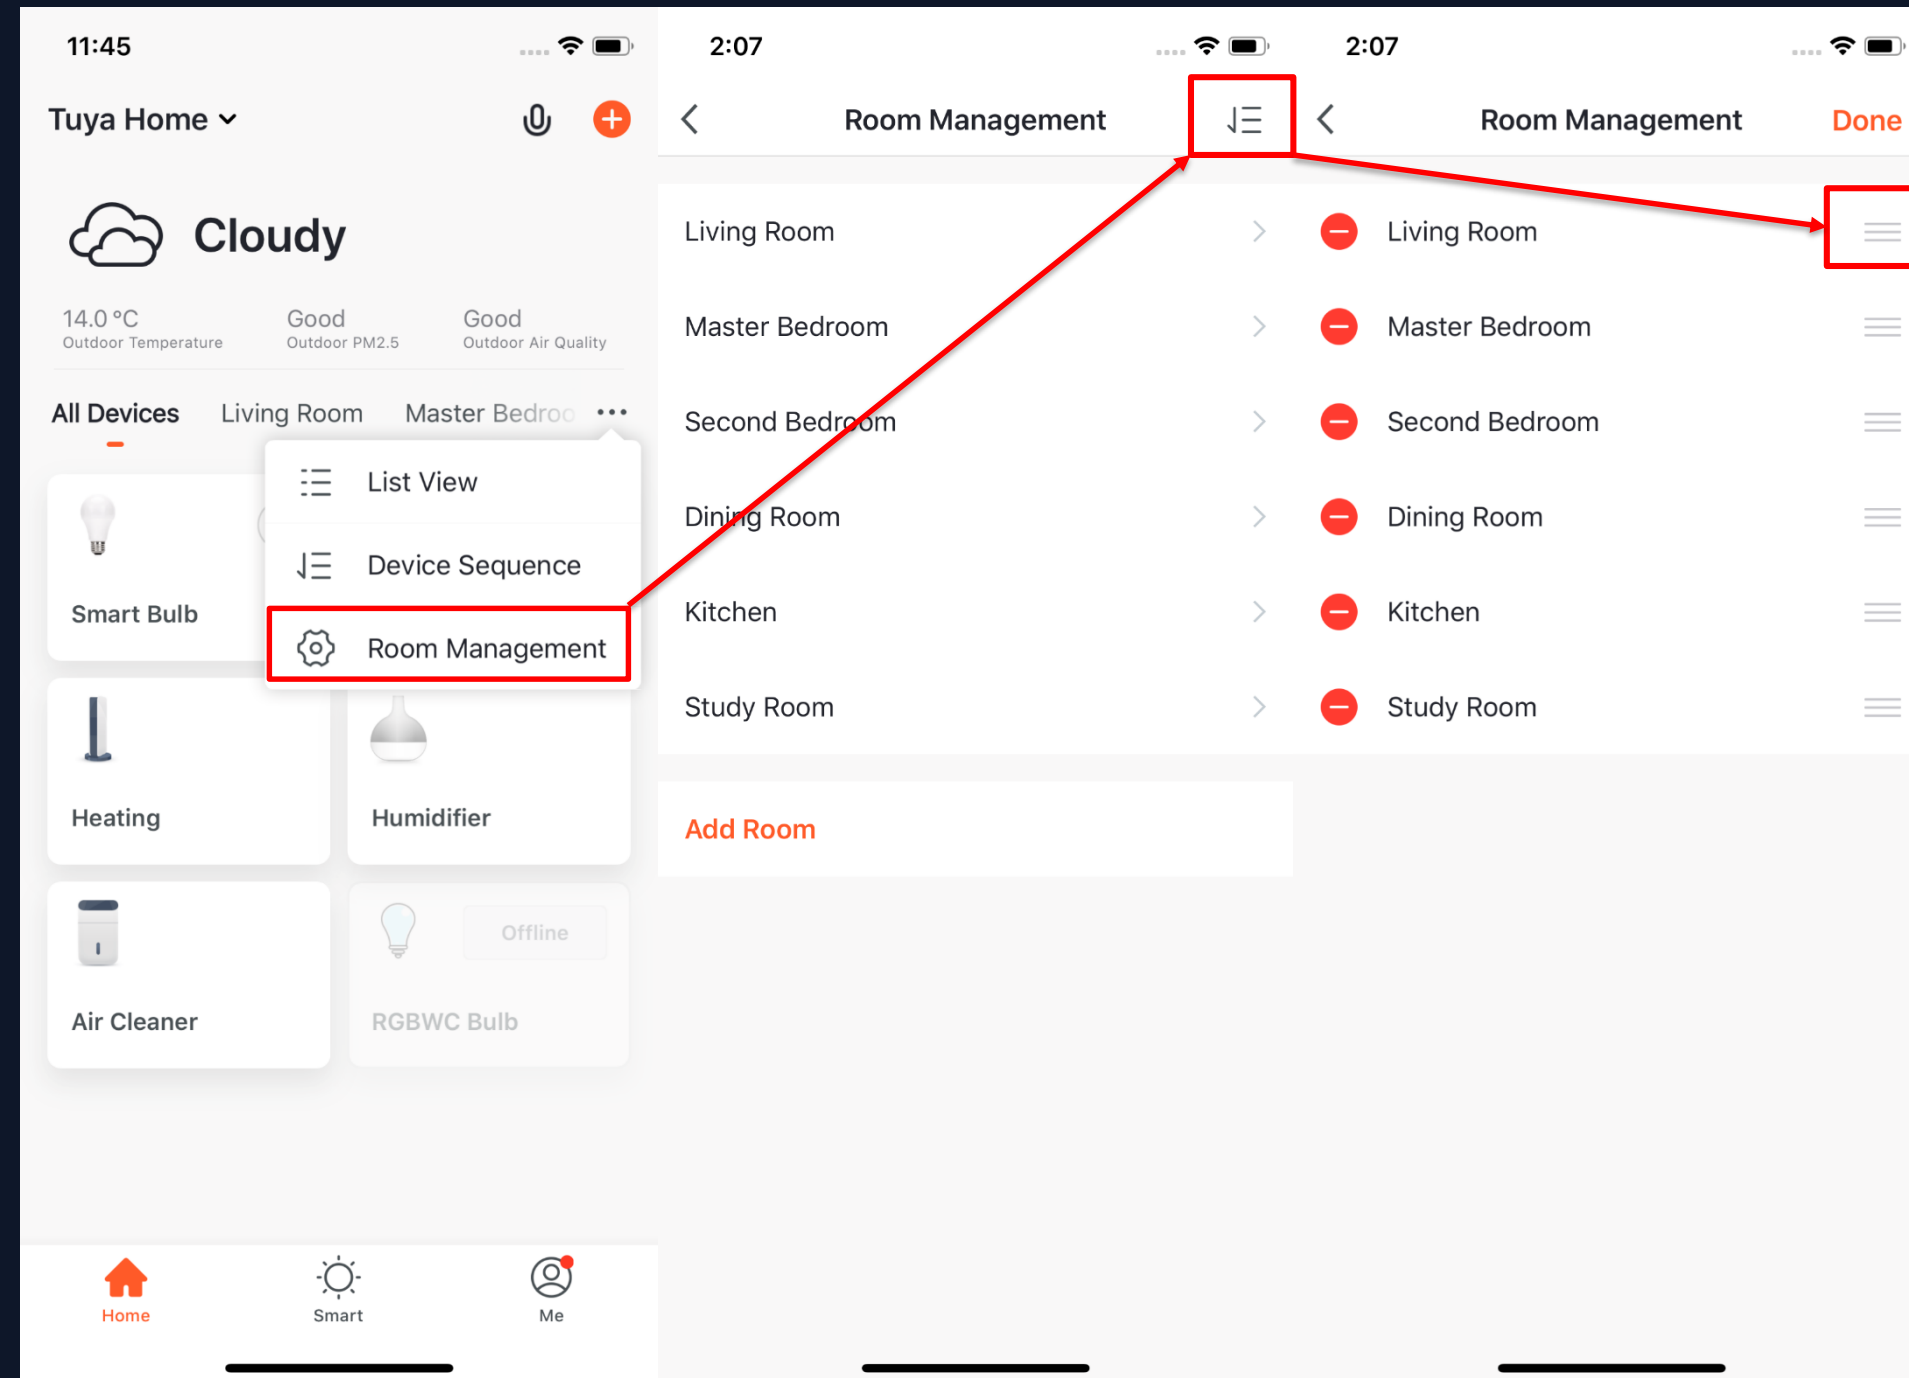 11:45
Tuya Home
Cloudy
14.0 °C Good Good
Outdoor Temperature Outdoor PM2.5 Outdoor Air Quality
All Devices Living Room Master Bedroo
List View
Device Sequence
Room Management
Smart Bulb
Heating Humidifier
Offline
Air Cleaner RGBWC Bulb
Home Smart Me
2:07
Room Management
Living Room
Master Bedroom
Second Bedroom
Dining Room
Kitchen
Study Room
Add Room
2:07
Room Management Done
Living Room
Master Bedroom
Second Bedroom
Dining Room
Kitchen
Study Room